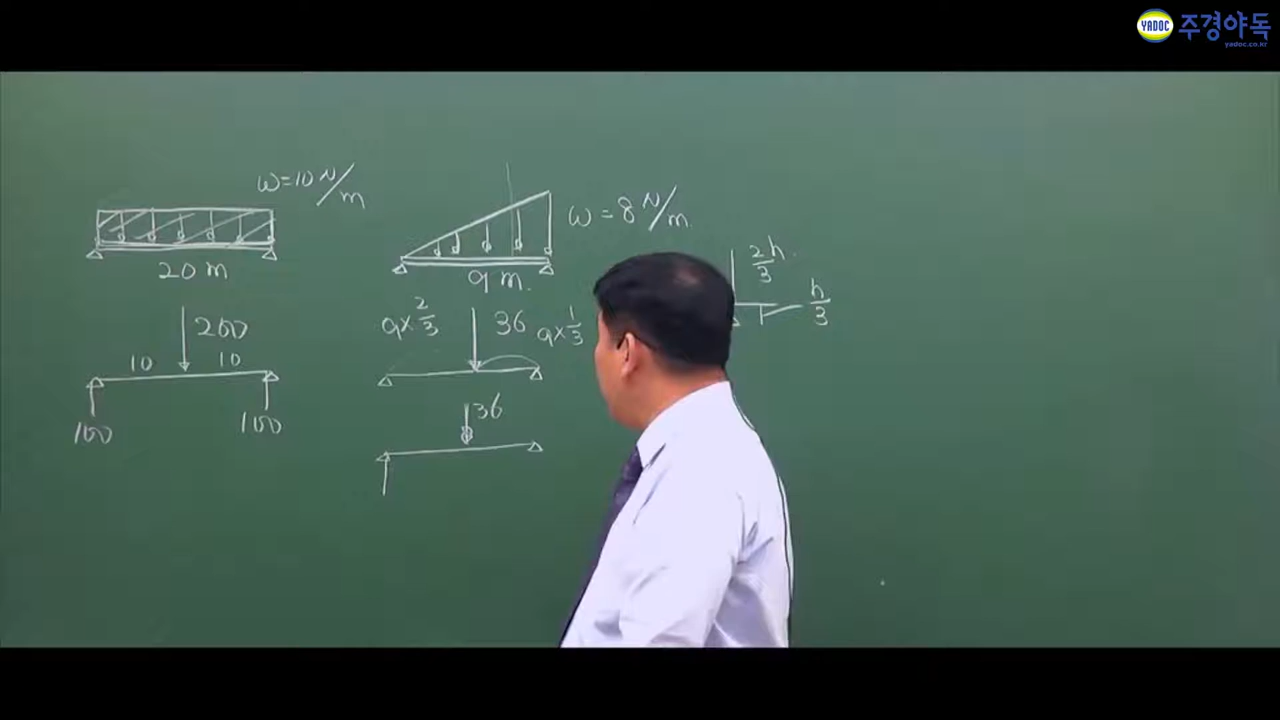 YADOC 주경야독
yadoc.co.kr
ω=10 N/m
20 m
200
10 10
100 100
ω = 8 N/m
9 m.
9×2/3 36 9×1/3
36
2h/3
h/3